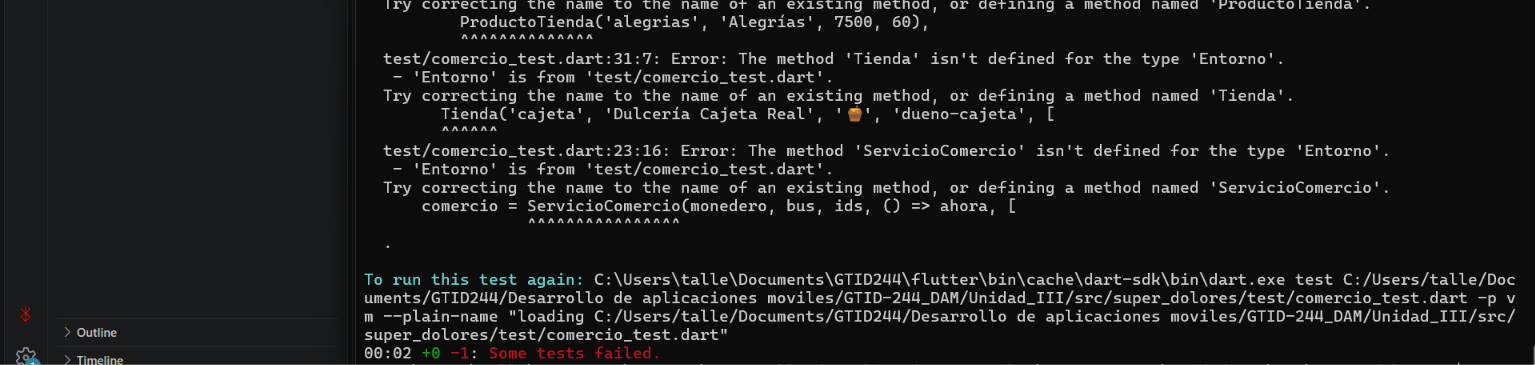 Try correcting the name to the name of an existing method, or defining a method named 'ProductoTienda'.
ProductoTienda('alegrias', 'Alegrías', 7500, 60),
^^^^^^^^^^^^^^
test/comercio_test.dart:31:7: Error: The method 'Tienda' isn't defined for the type 'Entorno'.
- 'Entorno' is from 'test/comercio_test.dart'.
Try correcting the name to the name of an existing method, or defining a method named 'Tienda'.
Tienda('cajeta', 'Dulcería Cajeta Real', '🍯', 'dueno-cajeta', [
^^^^^^
test/comercio_test.dart:23:16: Error: The method 'ServicioComercio' isn't defined for the type 'Entorno'.
- 'Entorno' is from 'test/comercio_test.dart'.
Try correcting the name to the name of an existing method, or defining a method named 'ServicioComercio'.
comercio = ServicioComercio(monedero, bus, ids, () => ahora, [
^^^^^^^^^^^^^^^^
.
To run this test again: C:\Users\talle\Documents\GTID244\flutter\bin\cache\dart-sdk\bin\dart.exe test C:/Users/talle/Doc
uments/GTID244/Desarrollo de aplicaciones moviles/GTID-244_DAM/Unidad_III/src/super_dolores/test/comercio_test.dart -p v
m --plain-name "loading C:/Users/talle/Documents/GTID244/Desarrollo de aplicaciones moviles/GTID-244_DAM/Unidad_III/src/
super_dolores/test/comercio_test.dart"
00:02 +0 -1: Some tests failed.
Outline
Timeline